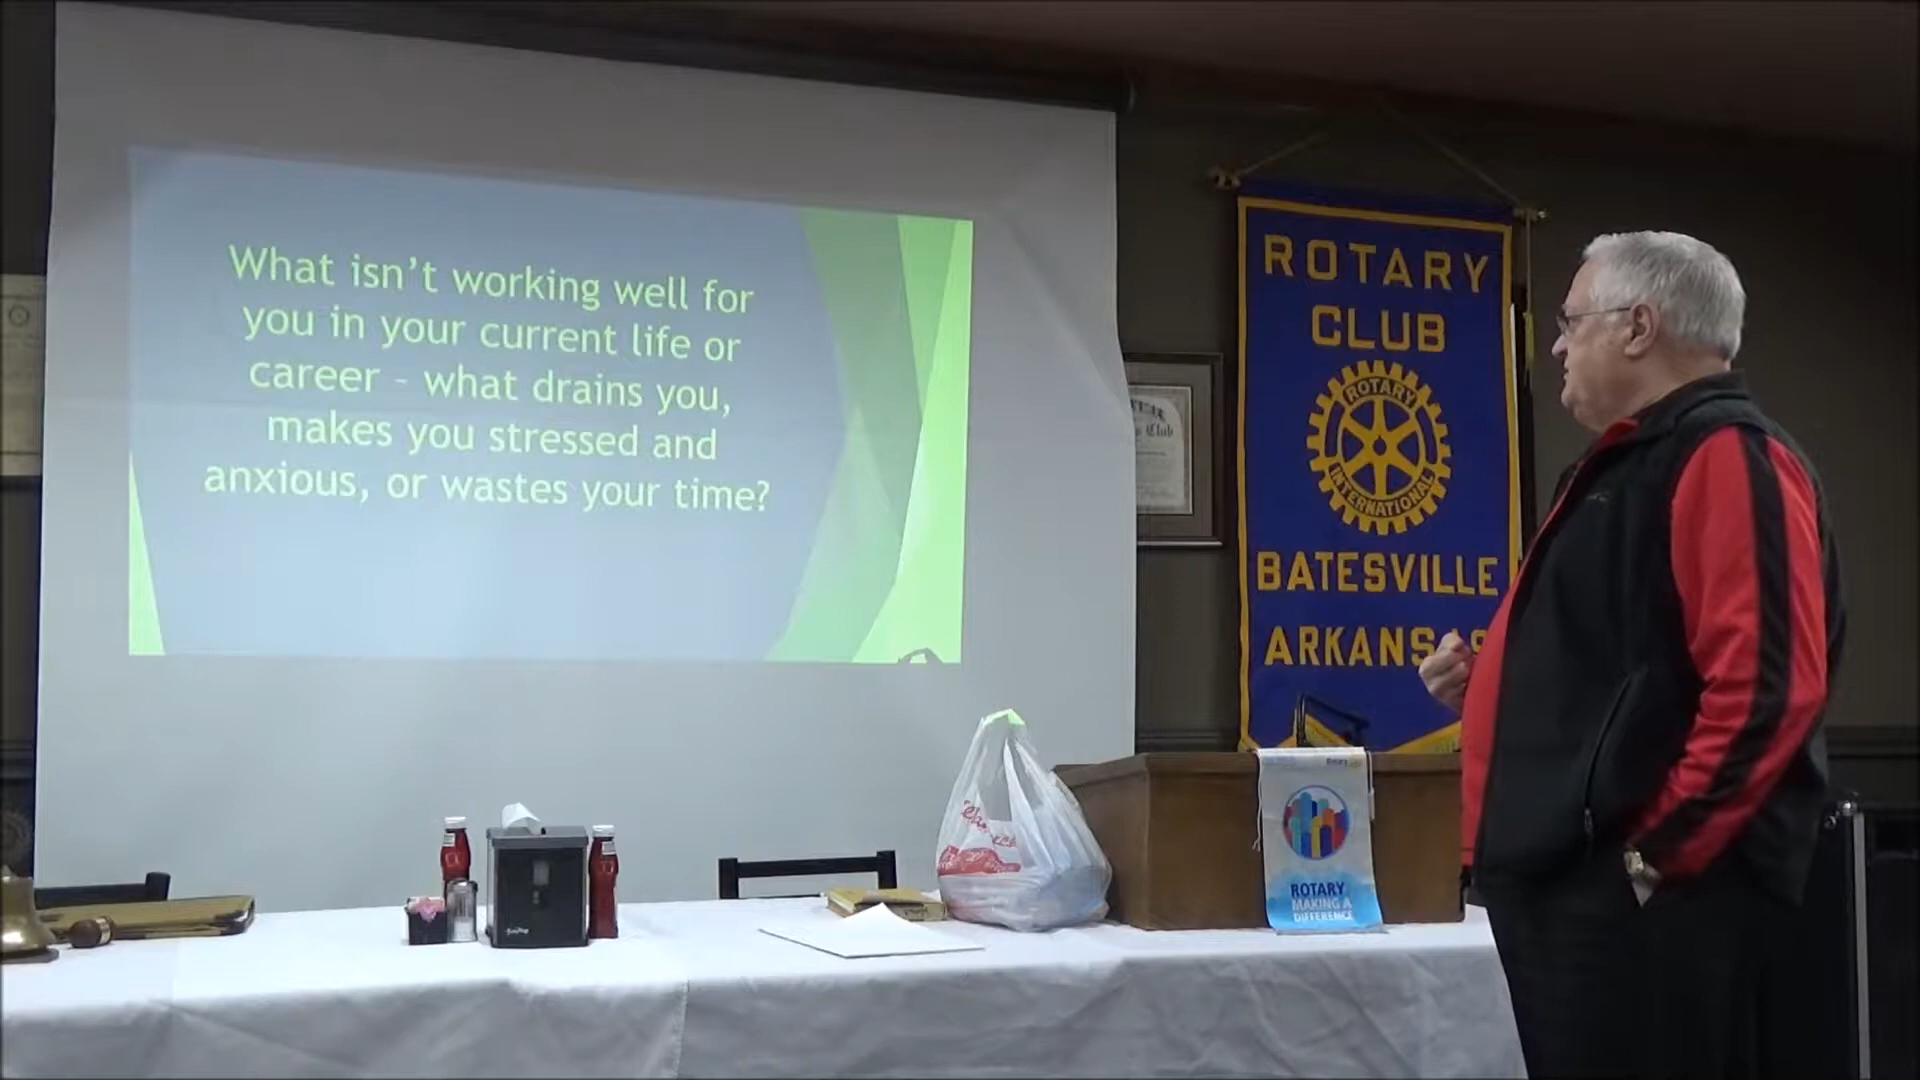 What isn't working well for
you in your current life or
career – what drains you,
makes you stressed and
anxious, or wastes your time?
ROTARY
CLUB
ROTARY
INTERNATIONAL
BATESVILLE
ARKANSAS
Club
ROTARY
MAKING A
DIFFERENCE